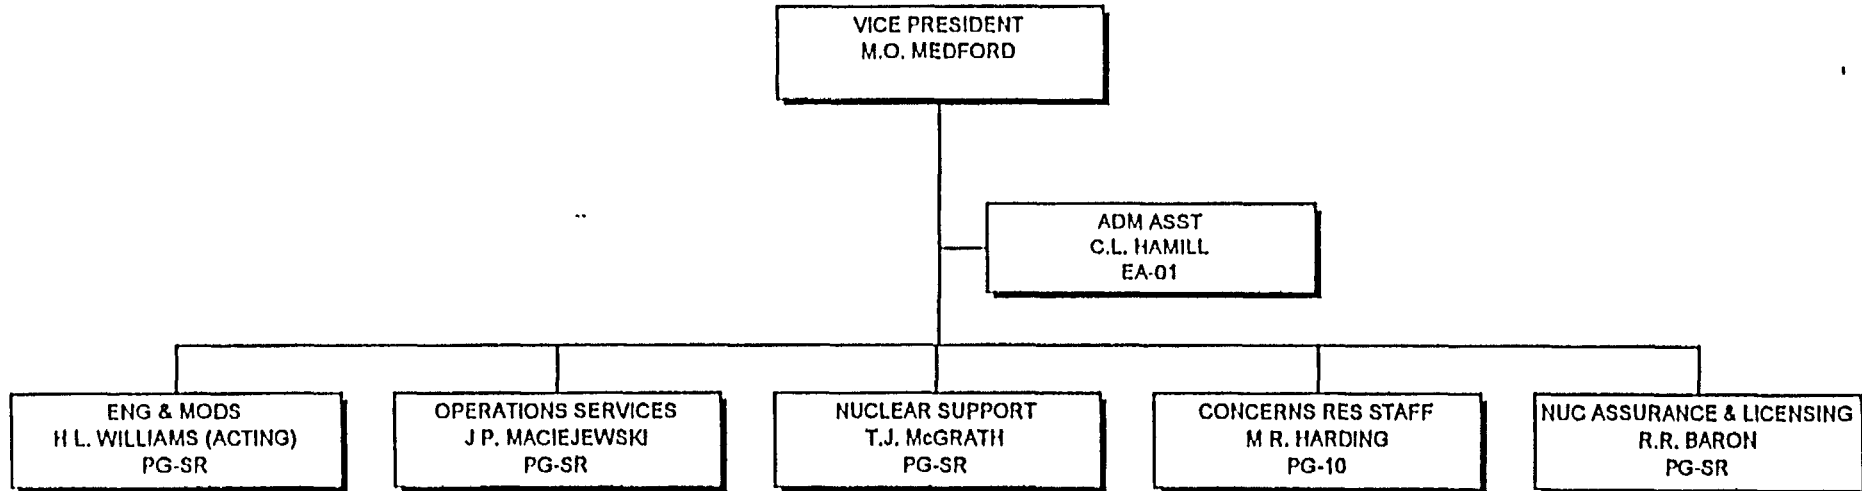 VICE PRESIDENT
M.O. MEDFORD
ADM ASST
C.L. HAMILL
EA-01
ENG & MODS
H L. WILLIAMS (ACTING)
PG-SR
OPERATIONS SERVICES
J P. MACIEJEWSKI
PG-SR
NUCLEAR SUPPORT
T.J. McGRATH
PG-SR
CONCERNS RES STAFF
M R. HARDING
PG-10
NUC ASSURANCE & LICENSING
R.R. BARON
PG-SR